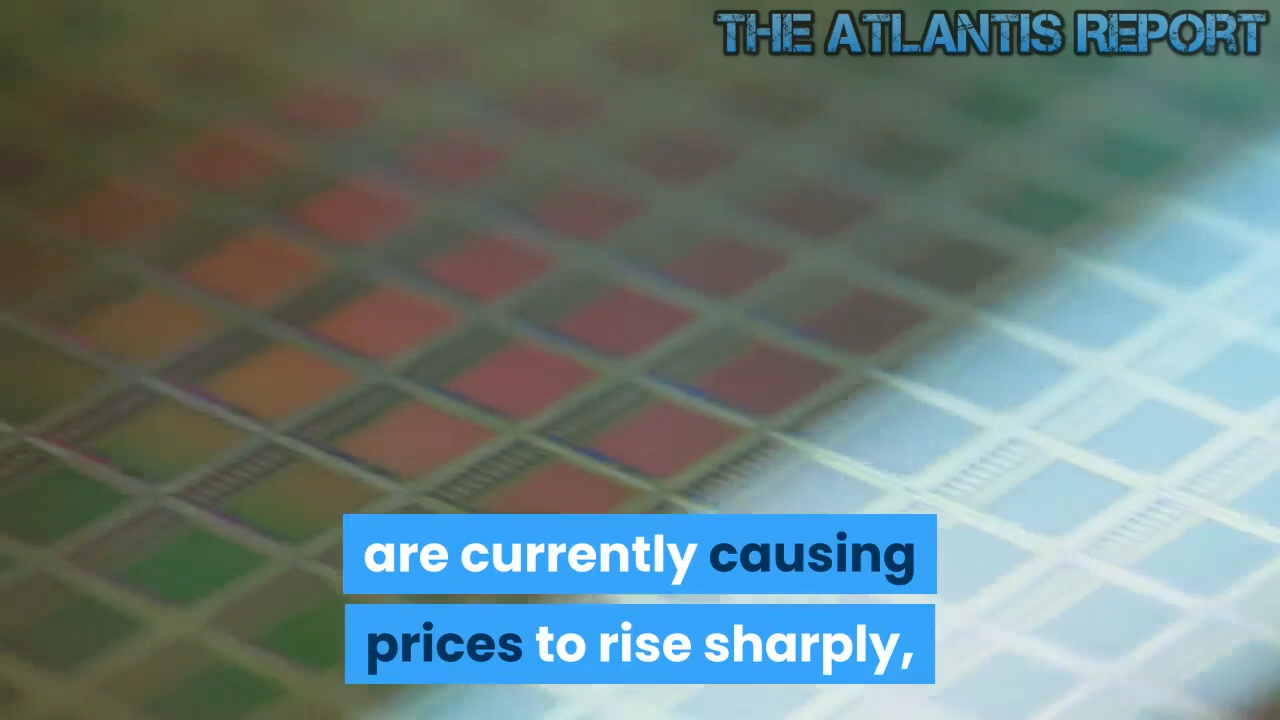 THE ATLANTIS REPORT
are currently causing
prices to rise sharply,